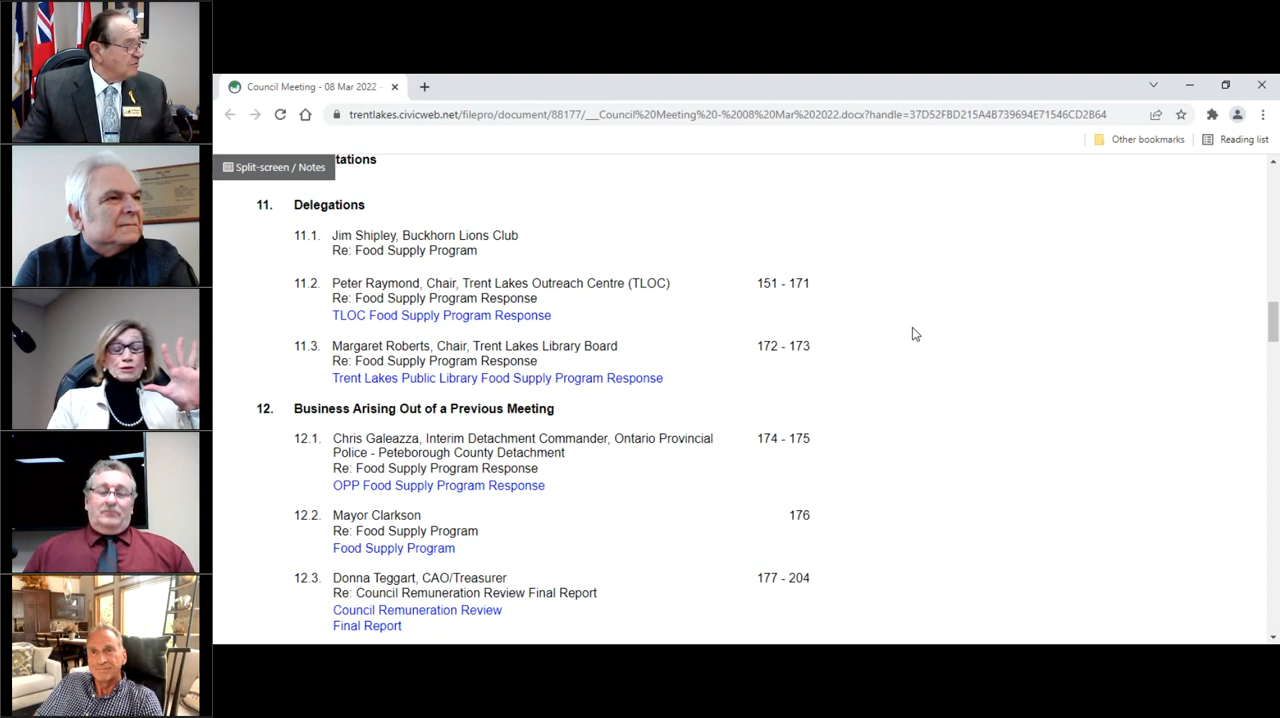 Council Meeting - 08 Mar 2022
trentlakes.civicweb.net/filepro/document/88177/___Council%20Meeting%20-%2008%20Mar%202022.docx?handle=37D52FBD215A4B739694E71546CD2B64
Other bookmarks
Reading list
Split-screen / Notes
tations
11. Delegations
11.1. Jim Shipley, Buckhorn Lions Club
Re: Food Supply Program
11.2. Peter Raymond, Chair, Trent Lakes Outreach Centre (TLOC) 151 - 171
Re: Food Supply Program Response
TLOC Food Supply Program Response
11.3. Margaret Roberts, Chair, Trent Lakes Library Board 172 - 173
Re: Food Supply Program Response
Trent Lakes Public Library Food Supply Program Response
12. Business Arising Out of a Previous Meeting
12.1. Chris Galeazza, Interim Detachment Commander, Ontario Provincial 174 - 175
Police - Peteborough County Detachment
Re: Food Supply Program Response
OPP Food Supply Program Response
12.2. Mayor Clarkson 176
Re: Food Supply Program
Food Supply Program
12.3. Donna Teggart, CAO/Treasurer 177 - 204
Re: Council Remuneration Review Final Report
Council Remuneration Review
Final Report